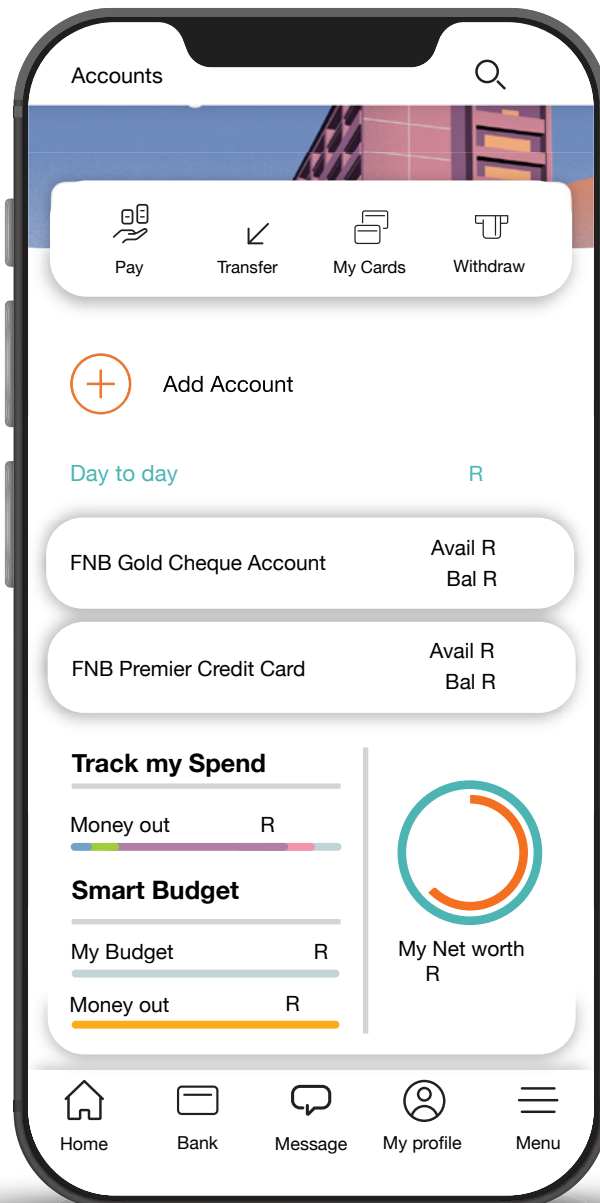 Accounts
Pay Transfer My Cards Withdraw
Add Account
Day to day R
FNB Gold Cheque Account Avail R
Bal R
FNB Premier Credit Card Avail R
Bal R
Track my Spend
Money out R
Smart Budget
My Budget R
Money out R
My Net worth
R
Home Bank Message My profile Menu